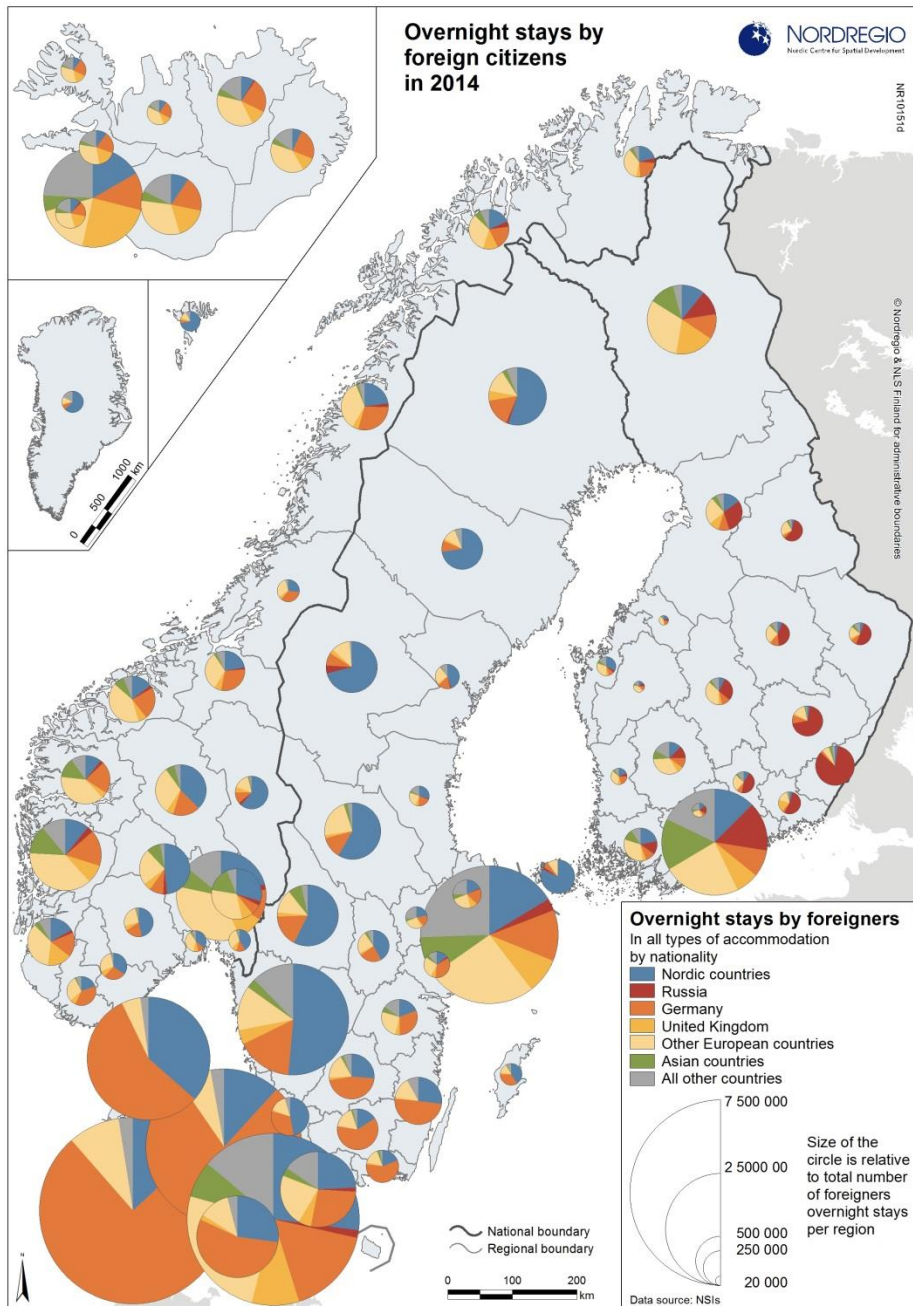 Overnight stays by
foreign citizens
in 2014
NORDREGIO
Nordic Centre for Spatial Development
NR10151d
© Nordregio & NLS Finland for administrative boundaries
0 500 1000
km
Overnight stays by foreigners
In all types of accommodation
by nationality
Nordic countries
Russia
Germany
United Kingdom
Other European countries
Asian countries
All other countries
7 500 000
2 5000 00
500 000
250 000
20 000
Size of the
circle is relative
to total number
of foreigners
overnight stays
per region
Data source: NSIs
National boundary
Regional boundary
0 100 200
km
N